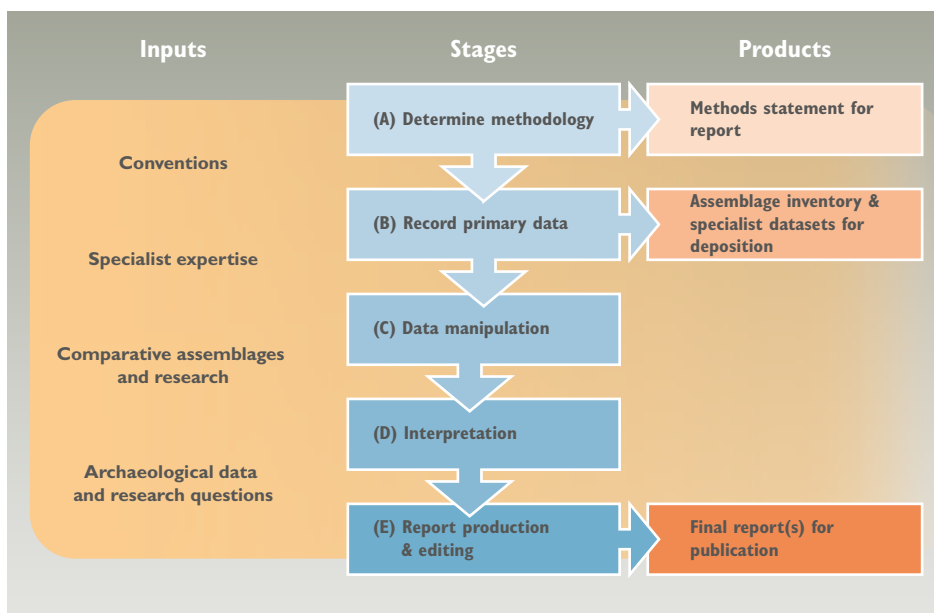 Inputs
Stages
Products
(A) Determine methodology
Methods statement for
report
Conventions
(B) Record primary data
Assemblage inventory &
specialist datasets for
deposition
Specialist expertise
(C) Data manipulation
Comparative assemblages
and research
(D) Interpretation
Archaeological data
and research questions
(E) Report production
& editing
Final report(s) for
publication